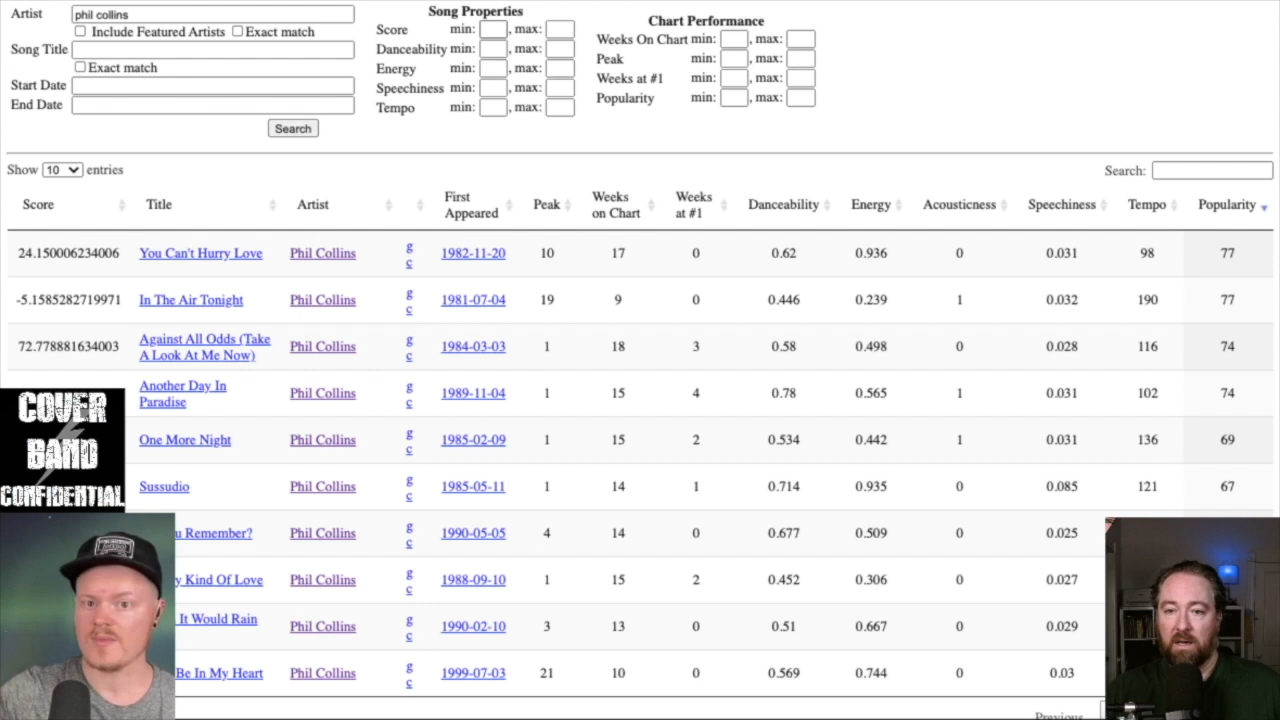 Artist phil collins
Include Featured Artists Exact match
Song Title
Exact match
Start Date
End Date
Search
Song Properties
Score min: , max:
Danceability min: , max:
Energy min: , max:
Speechiness min: , max:
Tempo min: , max:
Chart Performance
Weeks On Chart min: , max:
Peak min: , max:
Weeks at #1 min: , max:
Popularity min: , max:
Show 10 entries
Search:
Score Title Artist First Appeared Peak Weeks on Chart Weeks at #1 Danceability Energy Acousticness Speechiness Tempo Popularity
24.150006234006 You Can't Hurry Love Phil Collins g c 1982-11-20 10 17 0 0.62 0.936 0 0.031 98 77
-5.1585282719971 In The Air Tonight Phil Collins g c 1981-07-04 19 9 0 0.446 0.239 1 0.032 190 77
72.778881634003 Against All Odds (Take A Look At Me Now) Phil Collins g c 1984-03-03 1 18 3 0.58 0.498 0 0.028 116 74
Another Day In Paradise Phil Collins g c 1989-11-04 1 15 4 0.78 0.565 1 0.031 102 74
One More Night Phil Collins g c 1985-02-09 1 15 2 0.534 0.442 1 0.031 136 69
Sussudio Phil Collins g c 1985-05-11 1 14 1 0.714 0.935 0 0.085 121 67
u Remember? Phil Collins g c 1990-05-05 4 14 0 0.677 0.509 0 0.025
y Kind Of Love Phil Collins g c 1988-09-10 1 15 2 0.452 0.306 0 0.027
It Would Rain Phil Collins g c 1990-02-10 3 13 0 0.51 0.667 0 0.029
Be In My Heart Phil Collins g c 1999-07-03 21 10 0 0.569 0.744 0 0.03
Previous
COVER
BAND
CONFIDENTIAL